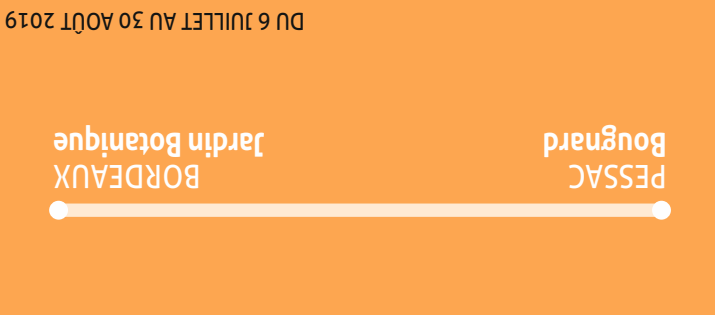 PESSAC
Bougnard
BORDEAUX
Jardin Botanique
DU 6 JUILLET AU 30 AOÛT 2019